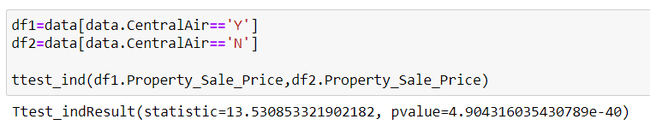 df1=data[data.CentralAir=='Y']
df2=data[data.CentralAir=='N']
ttest_ind(df1.Property_Sale_Price,df2.Property_Sale_Price)
Ttest_indResult(statistic=13.530853321902182, pvalue=4.904316035430789e-40)